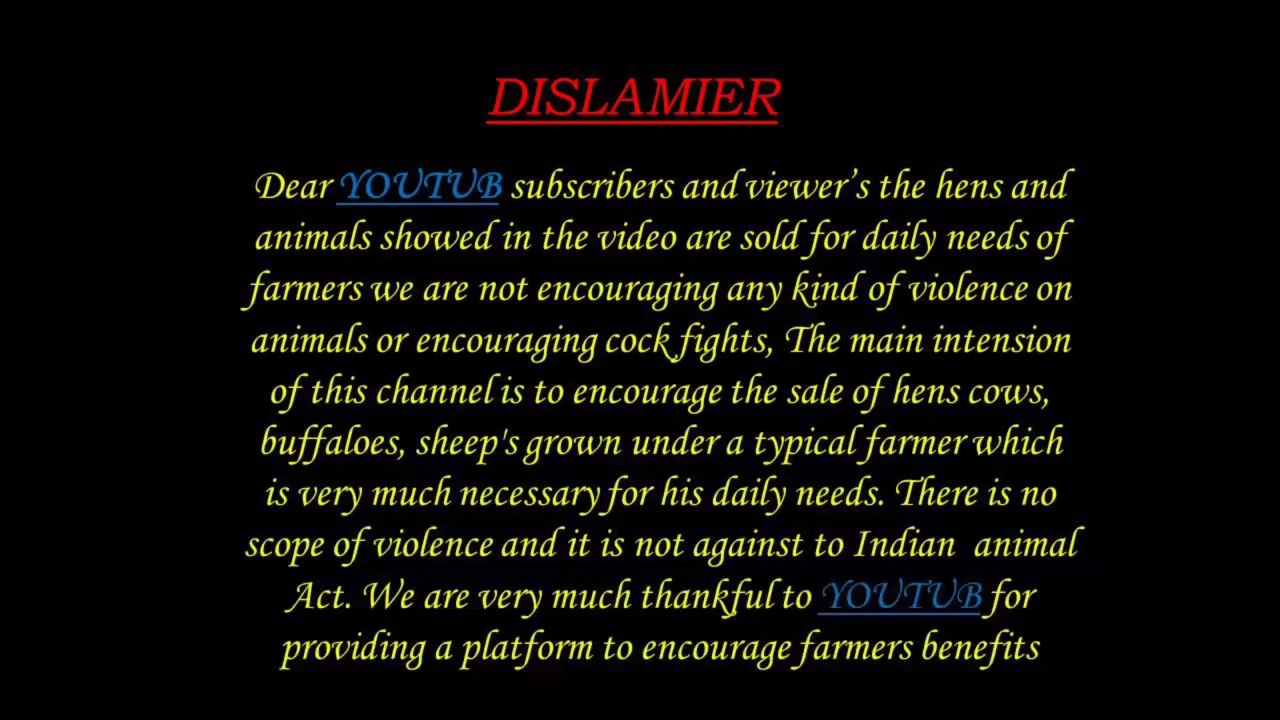 DISLAMIER
Dear YOUTUB subscribers and viewer’s the hens and
animals showed in the video are sold for daily needs of
farmers we are not encouraging any kind of violence on
animals or encouraging cock fights, The main intension
of this channel is to encourage the sale of hens cows,
buffaloes, sheep's grown under a typical farmer which
is very much necessary for his daily needs. There is no
scope of violence and it is not against to Indian animal
Act. We are very much thankful to YOUTUB for
providing a platform to encourage farmers benefits